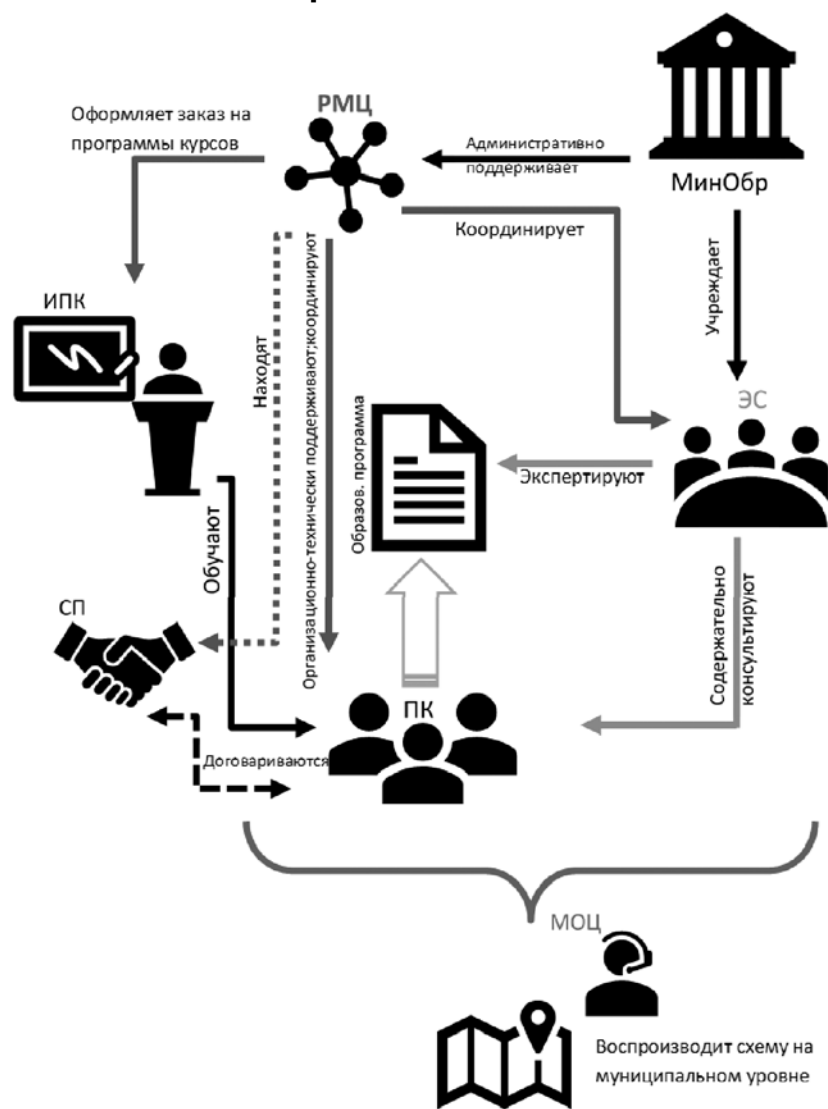 РМЦ
Оформляет заказ на
программы курсов
Административно
поддерживает
МинОбр
Координирует
Учреждает
ИПК
Находят
Организационно-технически поддерживают;координируют
Образов. программа
ЭС
Экспертируют
Обучают
СП
Содержательно
консультируют
ПК
Договариваются
МОЦ
Воспроизводит схему на
муниципальном уровне